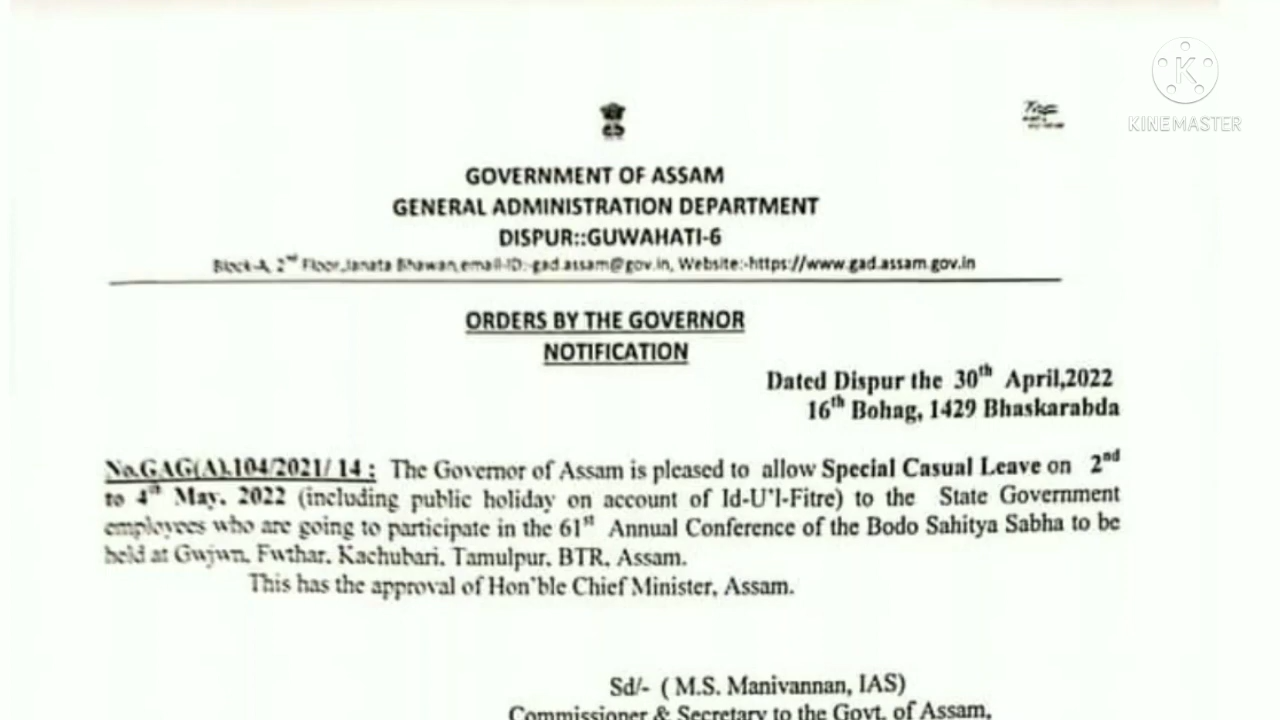 KINEMASTER
GOVERNMENT OF ASSAM
GENERAL ADMINISTRATION DEPARTMENT
DISPUR::GUWAHATI-6
Block-A, 2nd Floor,Janata Bhawan,email-ID:-gad.assam@gov.in, Website:-https://www.gad.assam.gov.in
ORDERS BY THE GOVERNOR
NOTIFICATION
Dated Dispur the 30th April,2022
16th Bohag, 1429 Bhaskarabda
No.GAG(A).104/2021/ 14 : The Governor of Assam is pleased to allow Special Casual Leave on 2nd
to 4th May, 2022 (including public holiday on account of Id-U'l-Fitre) to the State Government
employees who are going to participate in the 61st Annual Conference of the Bodo Sahitya Sabha to be
held at Gwjwn, Fwthar, Kachubari, Tamulpur, BTR, Assam.
This has the approval of Hon'ble Chief Minister, Assam.
Sd/- ( M.S. Manivannan, IAS)
Commissioner & Secretary to the Govt. of Assam,